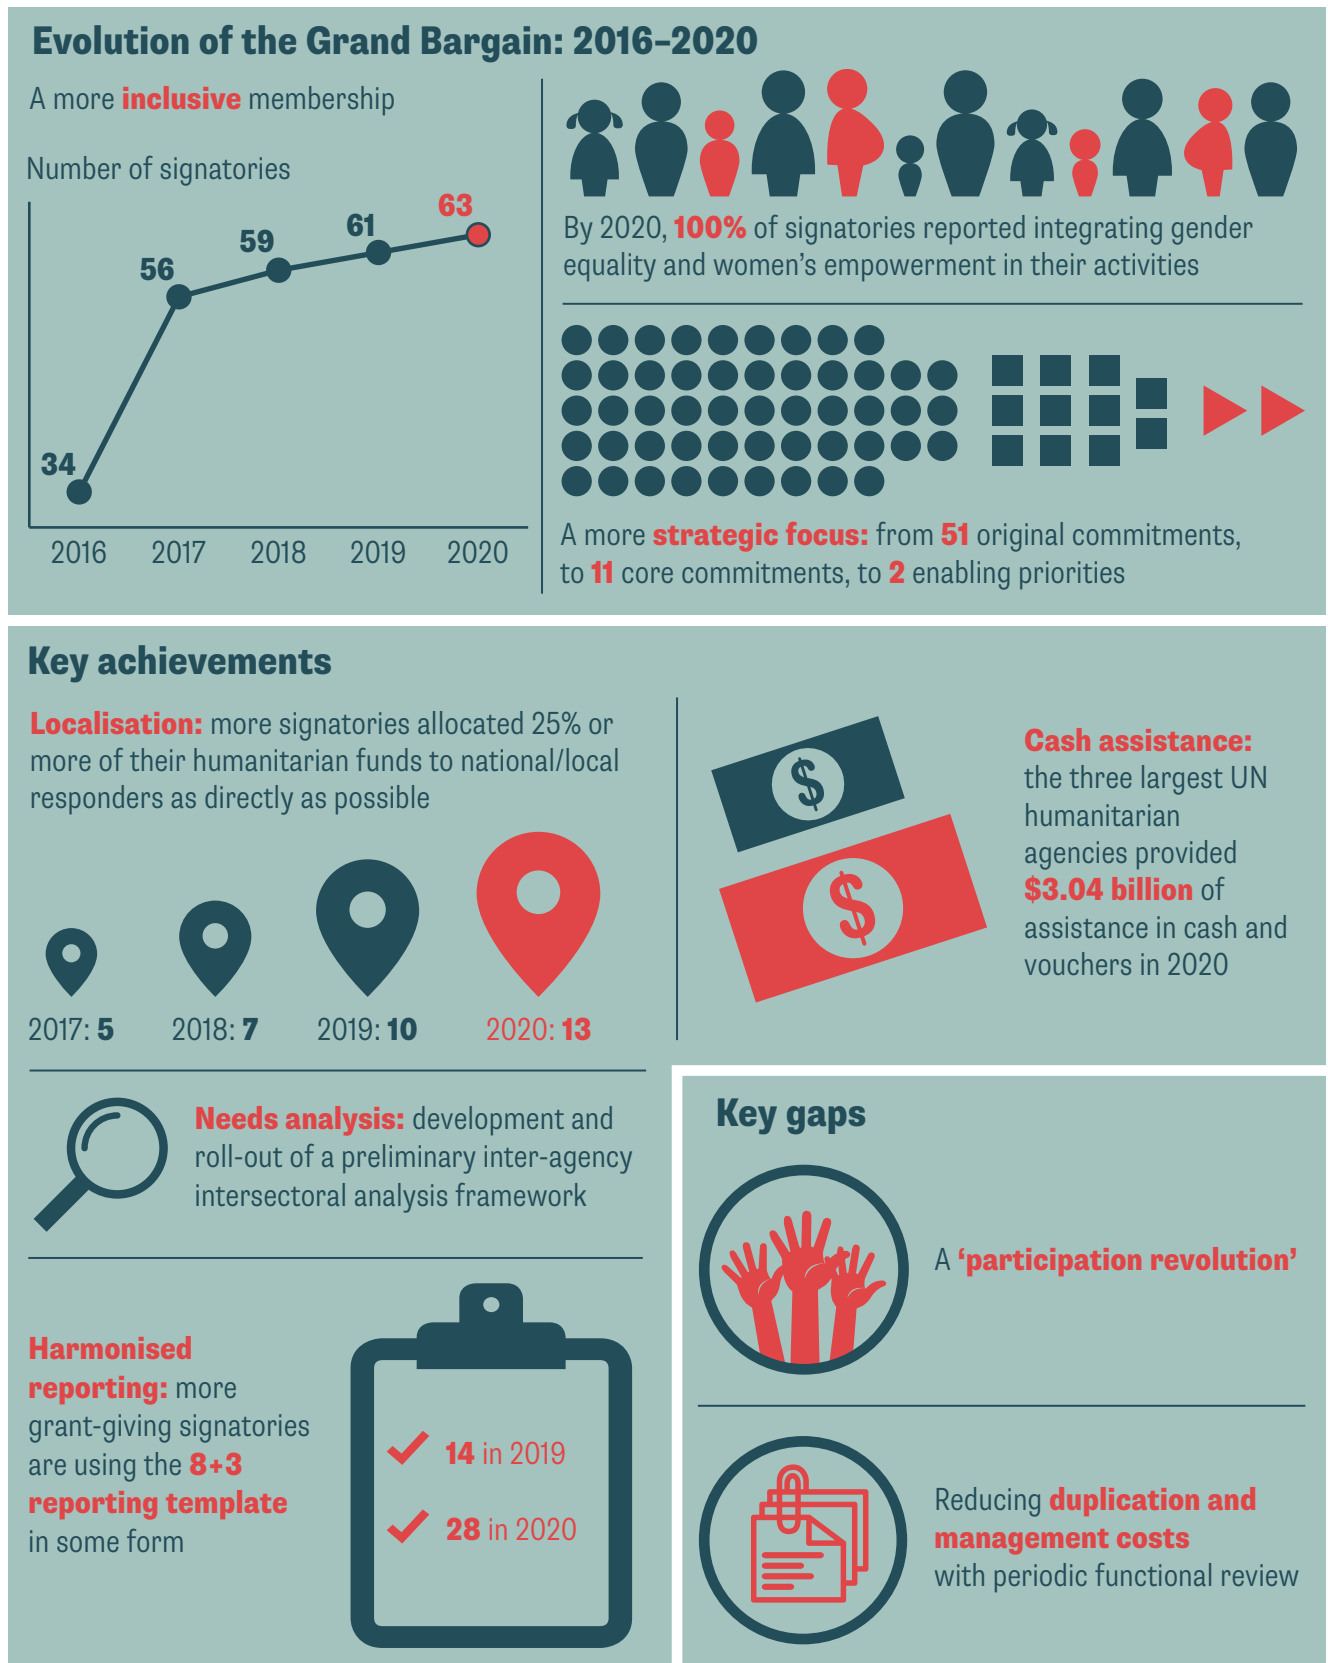 Evolution of the Grand Bargain: 2016–2020
A more inclusive membership
Number of signatories
34
56
59
61
63
2016
2017
2018
2019
2020
By 2020, 100% of signatories reported integrating gender
equality and women’s empowerment in their activities
A more strategic focus: from 51 original commitments,
to 11 core commitments, to 2 enabling priorities
Key achievements
Localisation: more signatories allocated 25% or
more of their humanitarian funds to national/local
responders as directly as possible
2017: 5
2018: 7
2019: 10
2020: 13
$
$
Cash assistance:
the three largest UN
humanitarian
agencies provided
$3.04 billion of
assistance in cash and
vouchers in 2020
Needs analysis: development and
roll-out of a preliminary inter-agency
intersectoral analysis framework
Harmonised
reporting: more
grant-giving signatories
are using the 8+3
reporting template
in some form
14 in 2019
28 in 2020
Key gaps
A ‘participation revolution’
Reducing duplication and
management costs
with periodic functional review